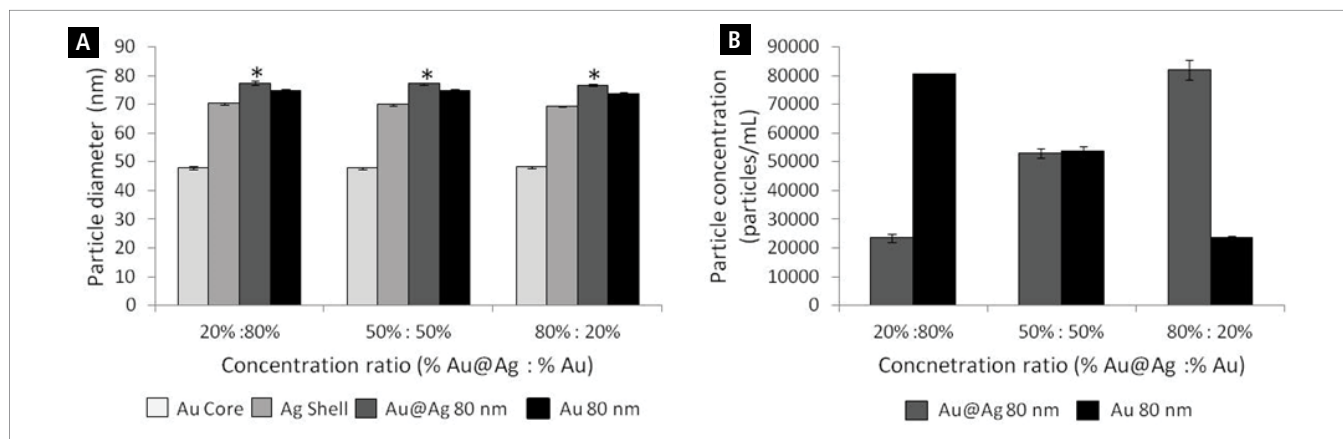 A
Particle diameter (nm)
90
80
70
60
50
40
30
20
10
0
* * *
20% :80% 50% : 50% 80% : 20%
Concentration ratio (% Au@Ag : % Au)
Au Core Ag Shell Au@Ag 80 nm Au 80 nm
B
Particle concentration
(particles/mL)
90000
80000
70000
60000
50000
40000
30000
20000
10000
0
20% :80% 50% : 50% 80% : 20%
Concnetration ratio (% Au@Ag :% Au)
Au@Ag 80 nm Au 80 nm